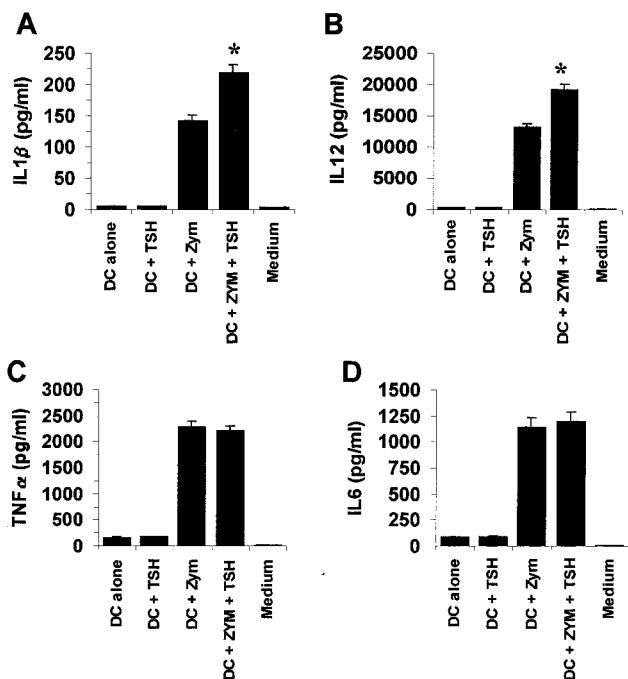 A
IL1β (pg/ml)
250
200
150
100
50
0
*
DC alone
DC + TSH
DC + Zym
DC + ZYM + TSH
Medium
B
IL12 (pg/ml)
25000
20000
15000
10000
5000
0
*
DC alone
DC + TSH
DC + Zym
DC + ZYM + TSH
Medium
C
TNFα (pg/ml)
3000
2500
2000
1500
1000
500
0
DC alone
DC + TSH
DC + Zym
DC + ZYM + TSH
Medium
D
IL6 (pg/ml)
1500
1250
1000
750
500
250
0
DC alone
DC + TSH
DC + Zym
DC + ZYM + TSH
Medium